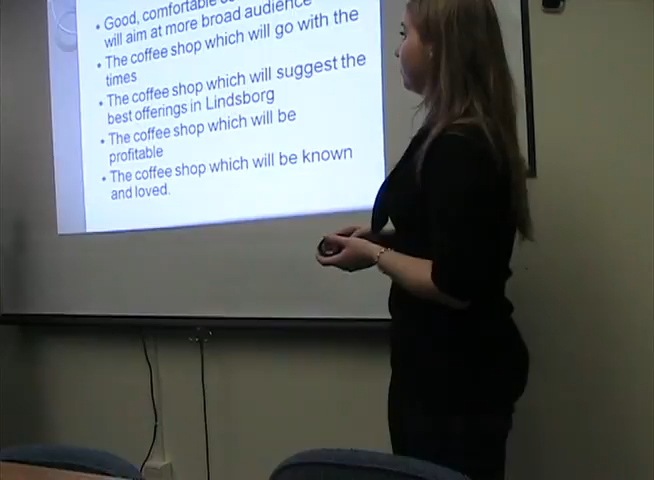 • Good, comfortable
will aim at more broad audience
• The coffee shop which will go with the
times
• The coffee shop which will suggest the
best offerings in Lindsborg
• The coffee shop which will be
profitable
• The coffee shop which will be known
and loved.